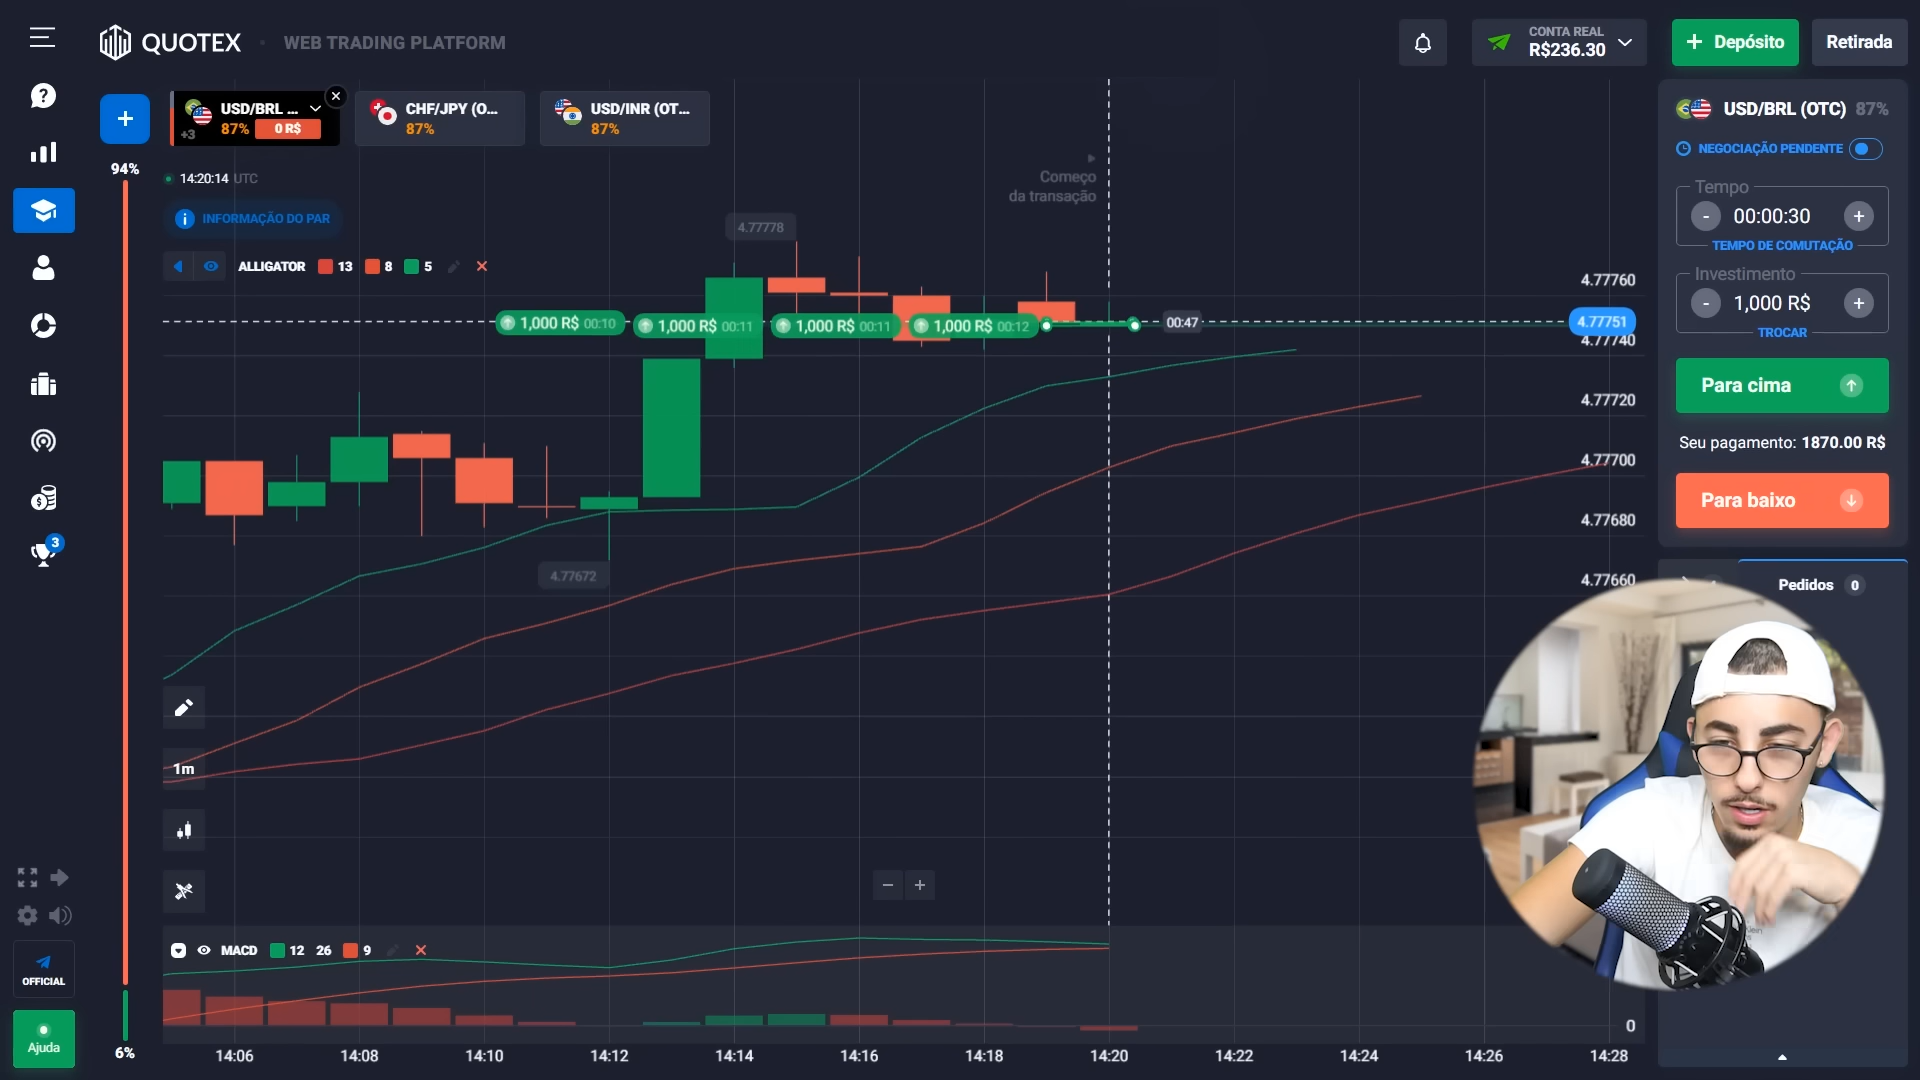 QUOTEX
WEB TRADING PLATFORM
CONTA REAL
R$236.30
+ Depósito
Retirada
USD/BRL ...
+3
87%
0 R$
CHF/JPY (O...
87%
USD/INR (OT...
87%
USD/BRL (OTC) 87%
NEGOCIAÇÃO PENDENTE
Tempo
- 00:00:30 +
TEMPO DE COMUTAÇÃO
Investimento
- 1,000 R$ +
TROCAR
Para cima
Seu pagamento: 1870.00 R$
Para baixo
Pedidos 0
94%
14:20:14 UTC
INFORMAÇÃO DO PAR
ALLIGATOR 13 8 5
Começo
da transação
4.77778
1,000 R$ 00:10
1,000 R$ 00:11
1,000 R$ 00:11
1,000 R$ 00:12
00:47
4.77760
4.77751
4.77740
4.77720
4.77700
4.77680
4.77660
4.77672
1m
3
OFFICIAL
Ajuda
6%
MACD 12 26 9
0
14:06
14:08
14:10
14:12
14:14
14:16
14:18
14:20
14:22
14:24
14:26
14:28